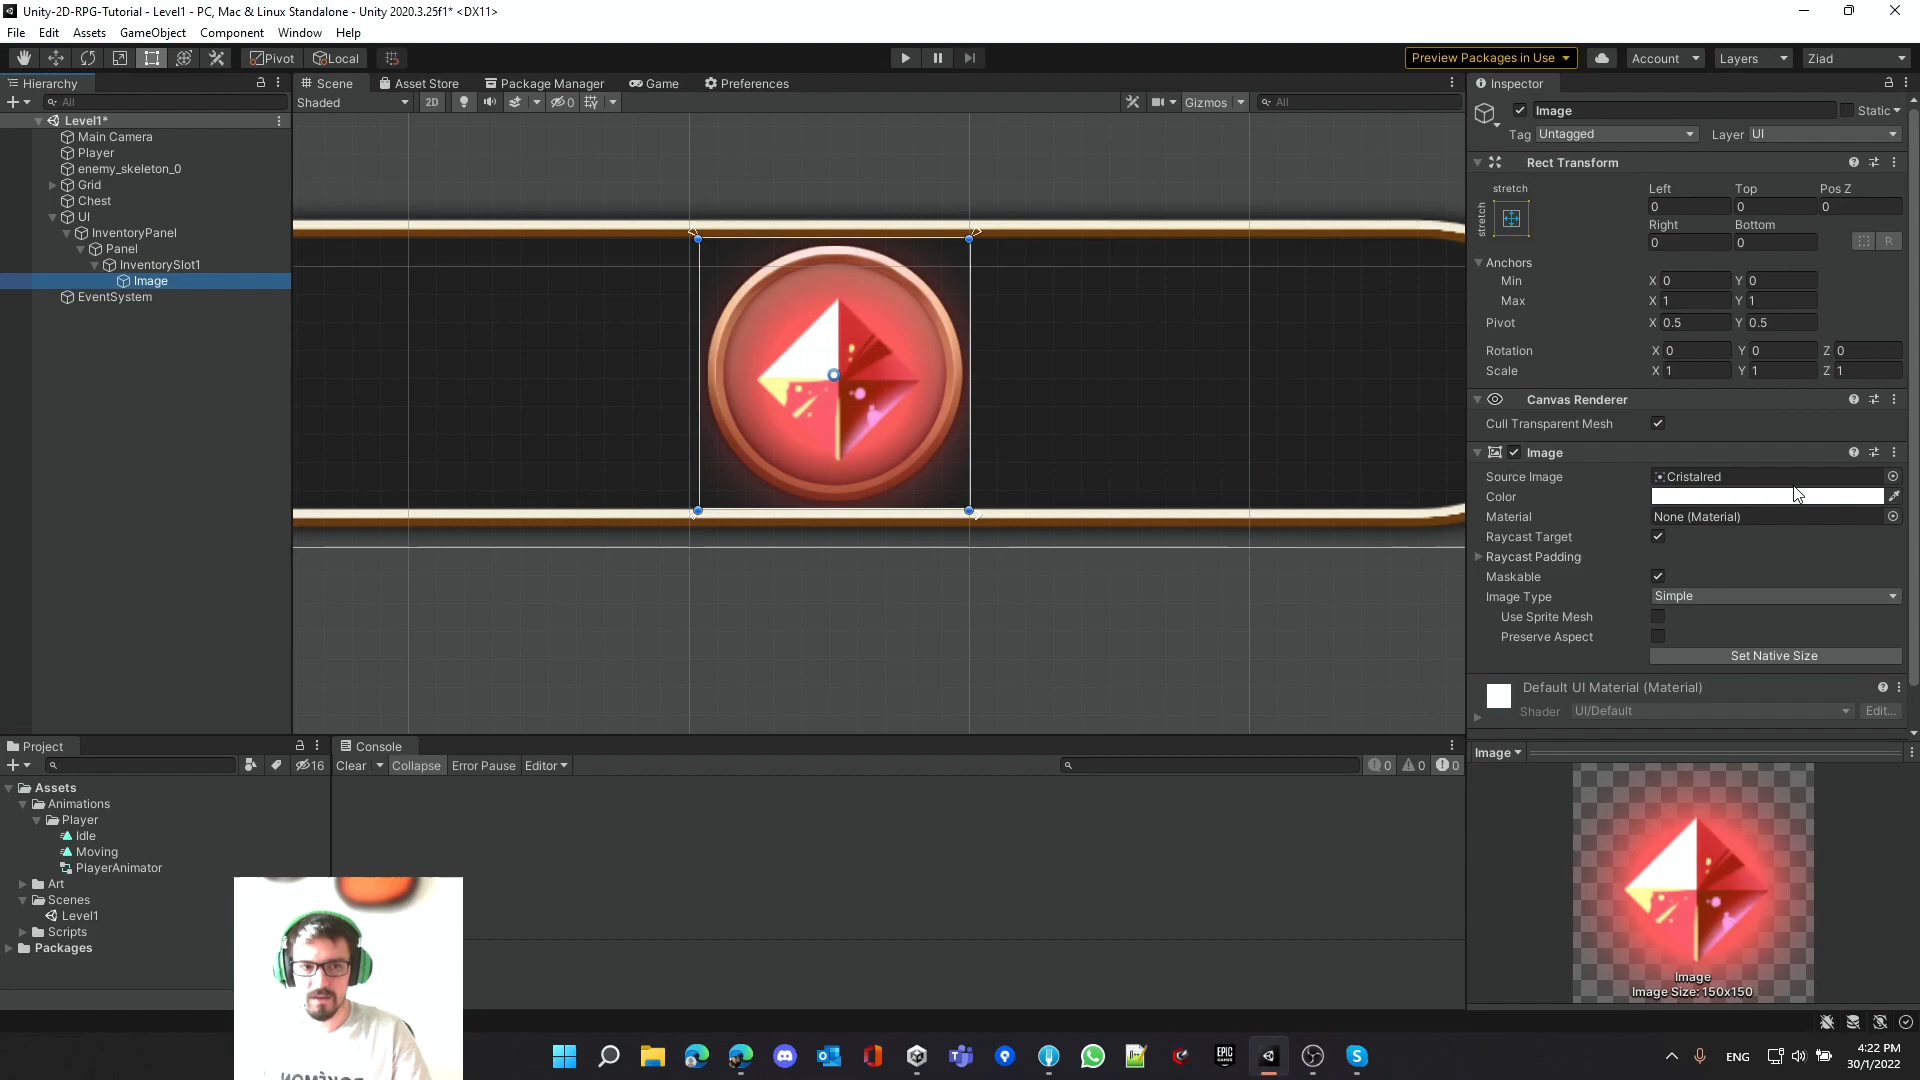 Unity-2D-RPG-Tutorial - Level1 - PC, Mac & Linux Standalone - Unity 2020.3.25f1* <DX11>
File Edit Assets GameObject Component Window Help
Pivot Local Preview Packages in Use Account Layers Ziad
Hierarchy
All
Level1*
Main Camera
Player
enemy_skeleton_0
Grid
Chest
UI
InventoryPanel
Panel
InventorySlot1
Image
EventSystem
Scene Asset Store Package Manager Game Preferences
Shaded 2D 0 Gizmos All
Inspector
Image Static
Tag Untagged Layer UI
Rect Transform
stretch Left Top Pos Z
stretch 0 0 0
Right Bottom
0 0 R
Anchors
Min X 0 Y 0
Max X 1 Y 1
Pivot X 0.5 Y 0.5
Rotation X 0 Y 0 Z 0
Scale X 1 Y 1 Z 1
Canvas Renderer
Cull Transparent Mesh
Image
Source Image Cristalred
Color
Material None (Material)
Raycast Target
Raycast Padding
Maskable
Image Type Simple
Use Sprite Mesh
Preserve Aspect
Set Native Size
Default UI Material (Material)
Shader UI/Default Edit...
Image
Image
Image Size: 150x150
Project
16
Assets
Animations
Player
Idle
Moving
PlayerAnimator
Art
Scenes
Level1
Scripts
Packages
Console
Clear Collapse Error Pause Editor 0 0 0
EPIC GAMES
ENG
4:22 PM
30/1/2022